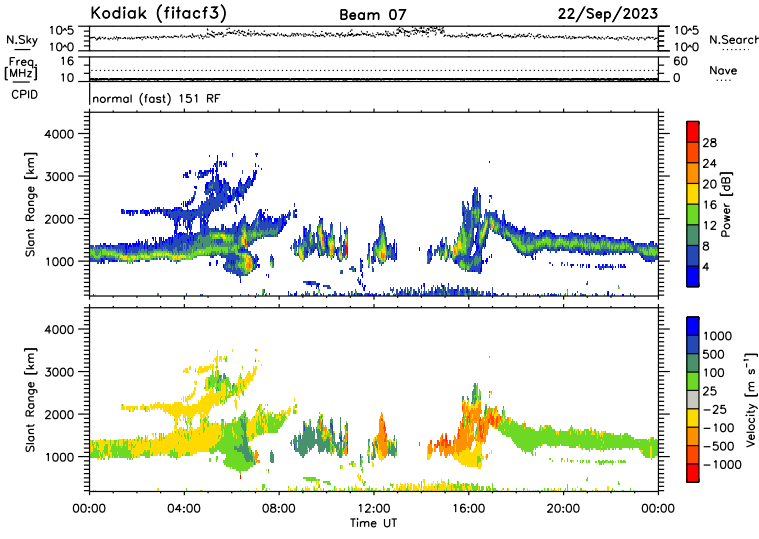 Kodiak (fitacf3) Beam 07 22/Sep/2023
N.Sky 10^5 10^0 10^5 10^0 N.Search
Freq. [MHz] 16 10 60 0 Nave
CPID normal (fast) 151 RF
Slant Range [km] 4000 3000 2000 1000
28 24 20 16 12 8 4 Power [dB]
Slant Range [km] 4000 3000 2000 1000
1000 500 100 25 −25 −100 −500 −1000 Velocity [m s⁻¹]
00:00 04:00 08:00 12:00 16:00 20:00 00:00
Time UT